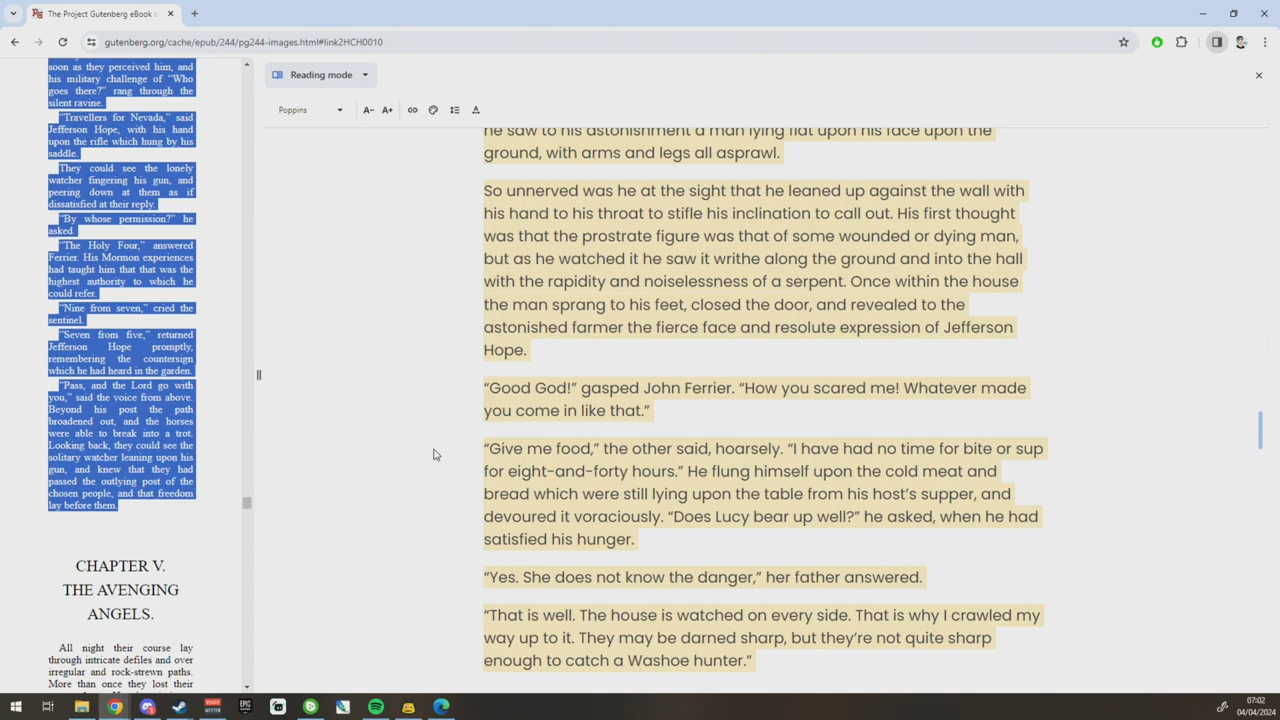 The Project Gutenberg eBook o
gutenberg.org/cache/epub/244/pg244-images.html#link2HCH0010
soon as they perceived him, and
his military challenge of “Who
goes there?” rang through the
silent ravine.
“Travellers for Nevada,” said
Jefferson Hope, with his hand
upon the rifle which hung by his
saddle.
They could see the lonely
watcher fingering his gun, and
peering down at them as if
dissatisfied at their reply.
“By whose permission?” he
asked.
“The Holy Four,” answered
Ferrier. His Mormon experiences
had taught him that that was the
highest authority to which he
could refer.
“Nine from seven,” cried the
sentinel.
“Seven from five,” returned
Jefferson Hope promptly,
remembering the countersign
which he had heard in the garden.
“Pass, and the Lord go with
you,” said the voice from above.
Beyond his post the path
broadened out, and the horses
were able to break into a trot.
Looking back, they could see the
solitary watcher leaning upon his
gun, and knew that they had
passed the outlying post of the
chosen people, and that freedom
lay before them.
CHAPTER V.
THE AVENGING
ANGELS.
All night their course lay
through intricate defiles and over
irregular and rock-strewn paths.
More than once they lost their
Reading mode
Poppins
A- A+
he saw to his astonishment a man lying flat upon his face upon the
ground, with arms and legs all asprawl.
So unnerved was he at the sight that he leaned up against the wall with
his hand to his throat to stifle his inclination to call out. His first thought
was that the prostrate figure was that of some wounded or dying man,
but as he watched it he saw it writhe along the ground and into the hall
with the rapidity and noiselessness of a serpent. Once within the house
the man sprang to his feet, closed the door, and revealed to the
astonished farmer the fierce face and resolute expression of Jefferson
Hope.
“Good God!” gasped John Ferrier. “How you scared me! Whatever made
you come in like that.”
“Give me food,” the other said, hoarsely. “I have had no time for bite or sup
for eight-and-forty hours.” He flung himself upon the cold meat and
bread which were still lying upon the table from his host’s supper, and
devoured it voraciously. “Does Lucy bear up well?” he asked, when he had
satisfied his hunger.
“Yes. She does not know the danger,” her father answered.
“That is well. The house is watched on every side. That is why I crawled my
way up to it. They may be darned sharp, but they’re not quite sharp
enough to catch a Washoe hunter.”
07:02
04/04/2024